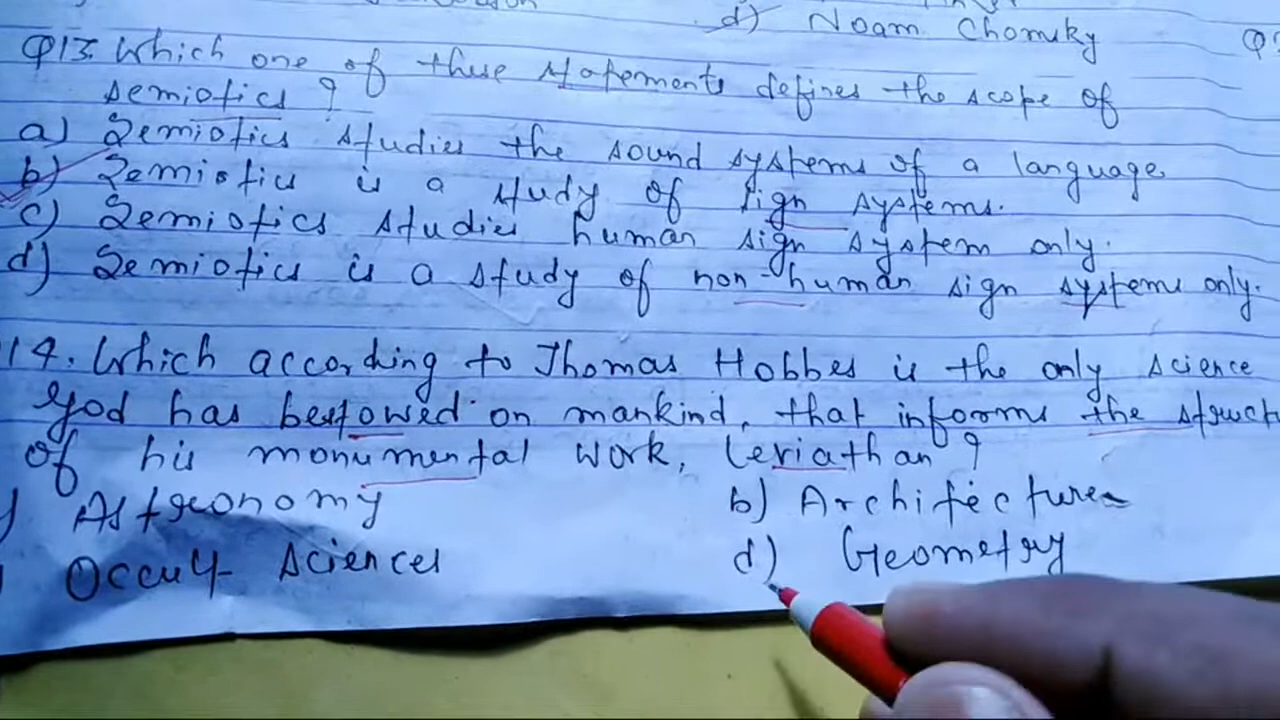 d) Noam Chomsky
Q13. Which one of these statements defines the scope of
semiotics ?
a) Semiotics studies the sound systems of a language.
b) Semiotics is a study of sign systems.
c) Semiotics studies human sign system only.
d) Semiotics is a study of non-human sign systems only.
14. Which according to Thomas Hobbes is the only science
God has bestowed on mankind, that informs the struct
of his monumental work, Leviathan ?
Astronomy b) Architecture
Occult Sciences d) Geometry